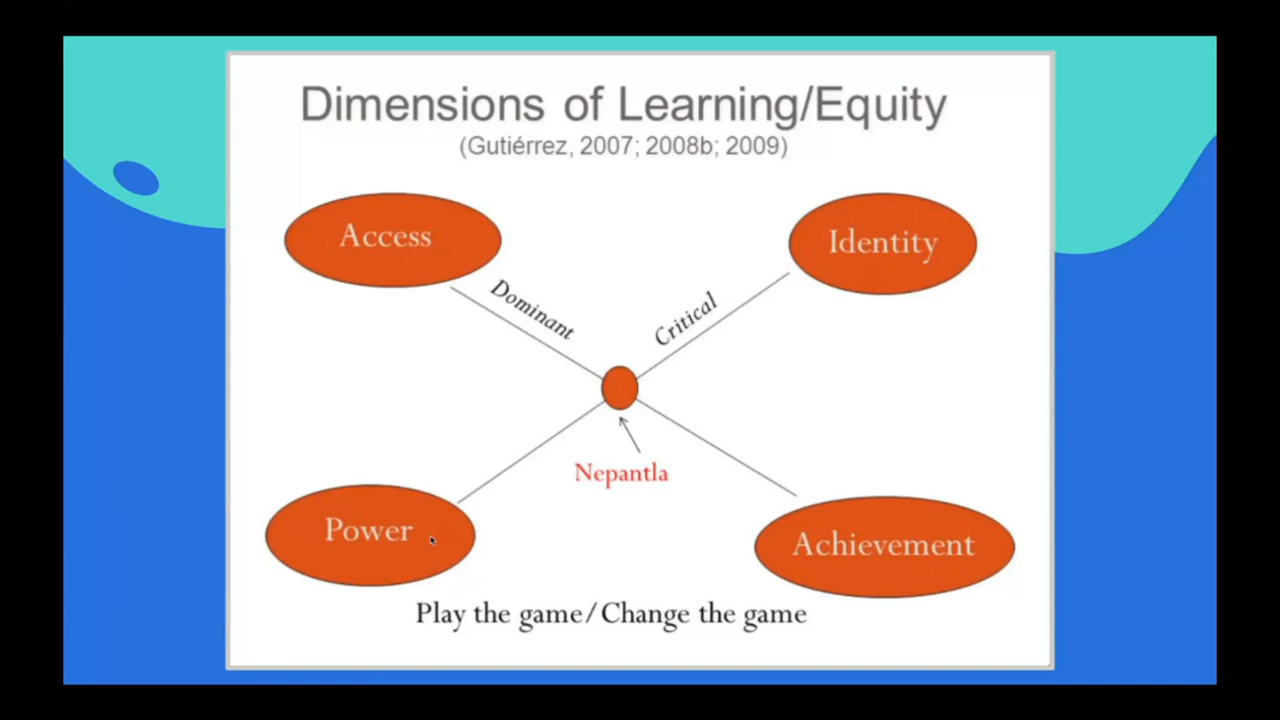 Dimensions of Learning/Equity
(Gutiérrez, 2007; 2008b; 2009)
Access
Identity
Dominant
Critical
Nepantla
Power
Achievement
Play the game/Change the game